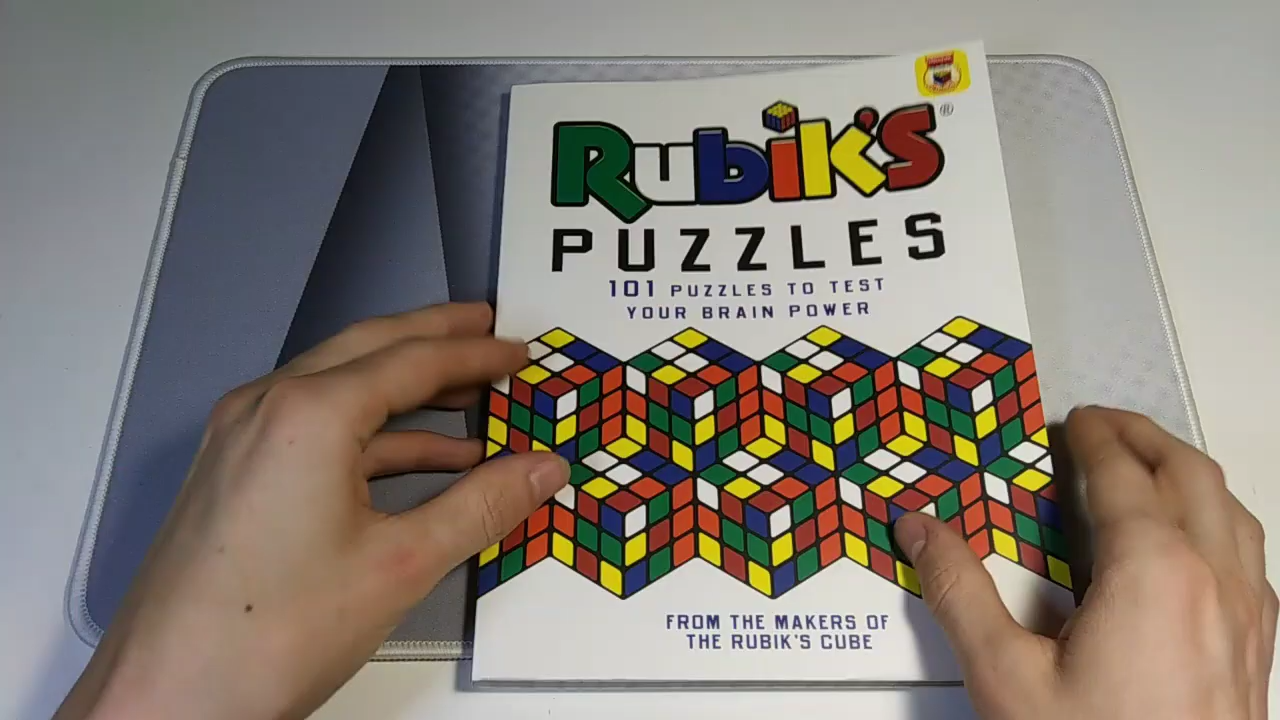 Rubik's®
PUZZLES
101 PUZZLES TO TEST
YOUR BRAIN POWER
FROM THE MAKERS OF
THE RUBIK'S CUBE